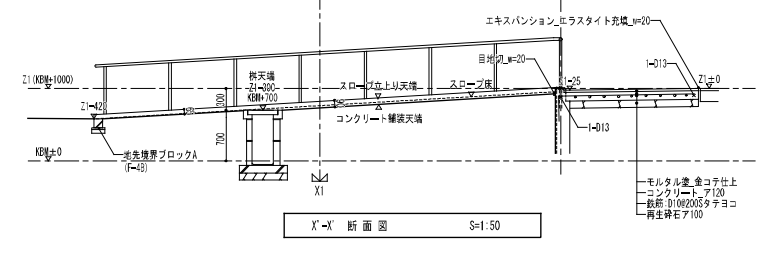 エキスパンション_エラスタイト充填_w=20
目地切_w=20
1-D13
Z1(KBM+1000)
桝天端
Z1-300
KBM+700
スロープ立上り天端
スロープ床
Z1-25
Z1±0
Z1-420
300
コンクリート舗装天端
1-D13
700
KBM±0
地先境界ブロックA
(F-4B)
X1
モルタル塗_金コテ仕上
コンクリート_ア120
鉄筋:D10@200Sタテヨコ
再生砕石ア100
X'-X' 断面図 S=1:50